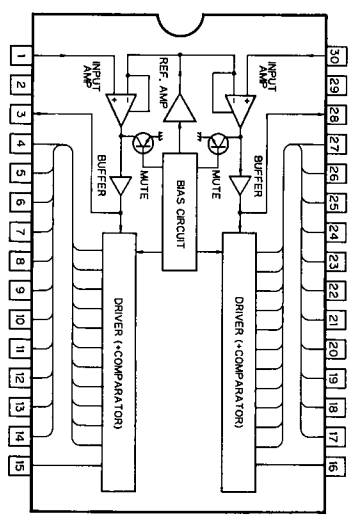 1
2
3
4
5
6
7
8
9
10
11
12
13
14
15
30
29
28
27
26
25
24
23
22
21
20
19
18
17
16
INPUT
AMP
REF. AMP
INPUT
AMP
+
-
-
+
MUTE
MUTE
BUFFER
BUFFER
BIAS CIRCUIT
DRIVER (+COMPARATOR)
DRIVER (+COMPARATOR)